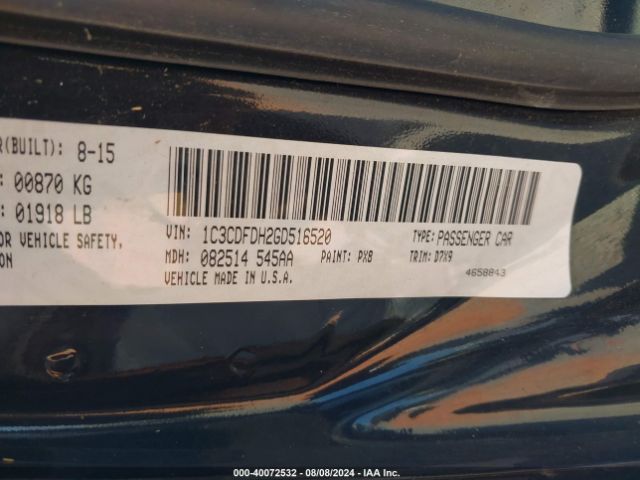 R(BUILT): 8-15
: 00870 KG
: 01918 LB
OR VEHICLE SAFETY,
ON
VIN: 1C3CDFDH2GD516520 TYPE: PASSENGER CAR
MDH: 082514 545AA PAINT: PX8 TRIM: D7X9
VEHICLE MADE IN U.S.A. 4658843
000-40072532 - 08/08/2024 - IAA Inc.